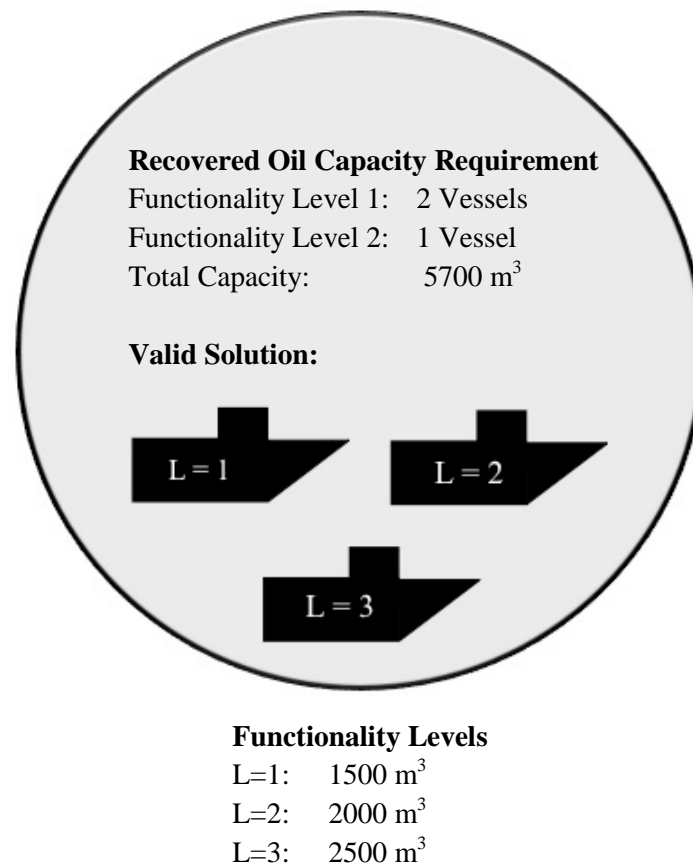 Recovered Oil Capacity Requirement
Functionality Level 1: 2 Vessels
Functionality Level 2: 1 Vessel
Total Capacity: 5700 m³
Valid Solution:
L = 1
L = 2
L = 3
Functionality Levels
L=1: 1500 m³
L=2: 2000 m³
L=3: 2500 m³